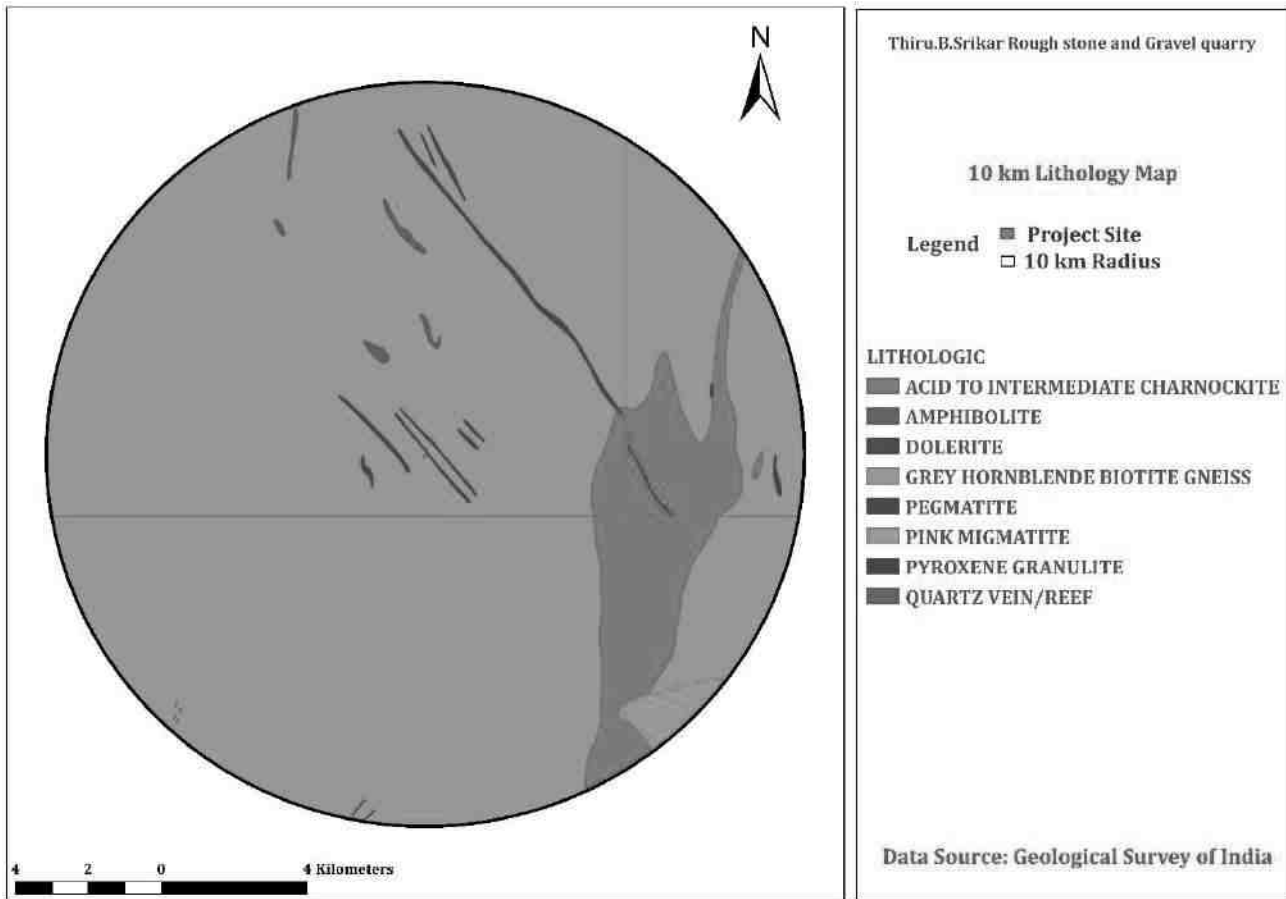 N
Thiru.B.Srikar Rough stone and Gravel quarry
10 km Lithology Map
Legend
Project Site
10 km Radius
LITHOLOGIC
ACID TO INTERMEDIATE CHARNOCKITE
AMPHIBOLITE
DOLERITE
GREY HORNBLENDE BIOTITE GNEISS
PEGMATITE
PINK MIGMATITE
PYROXENE GRANULITE
QUARTZ VEIN/REEF
4 2 0 4 Kilometers
Data Source: Geological Survey of India